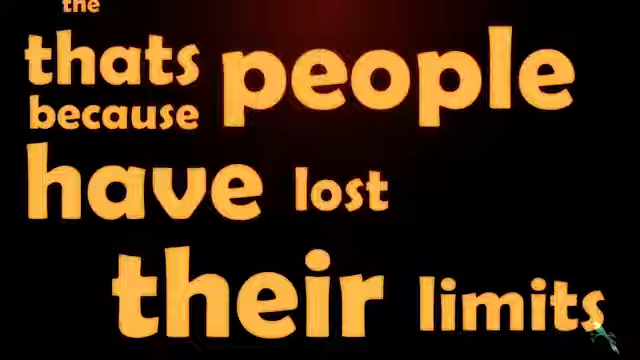 the
thats people
because
have lost
their limits